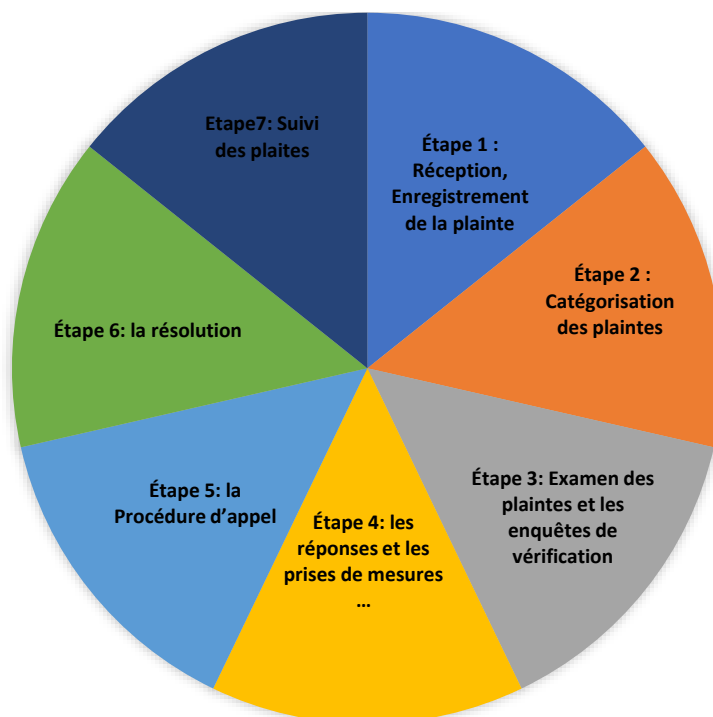 Étape 1 :
Réception,
Enregistrement
de la plainte
Étape 2 :
Catégorisation
des plaintes
Étape 3: Examen des
plaintes et les
enquêtes de
vérification
Étape 4: les
réponses et les
prises de mesures
...
Étape 5: la
Procédure d’appel
Étape 6: la résolution
Etape7: Suivi
des plaites